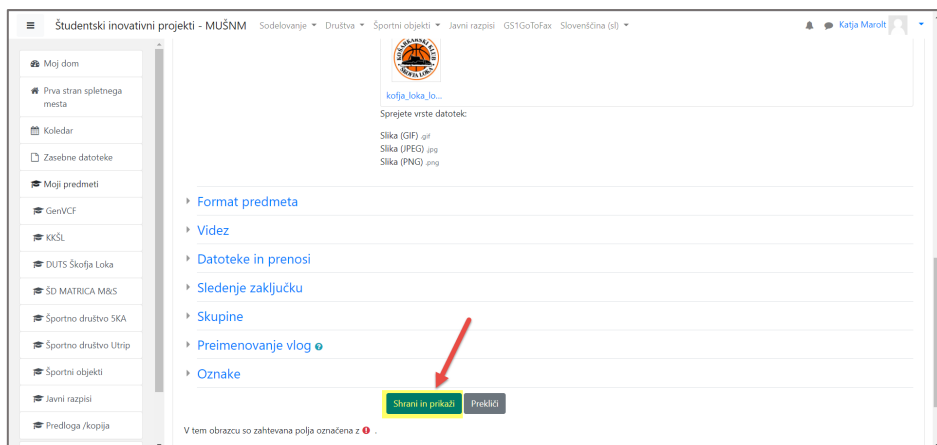 Študentski inovativni projekti - MUŠNM Sodelovanje Društva Športni objekti Javni razpisi GS1GoToFax Slovenščina (sl) Katja Marolt
Moj dom
Prva stran spletnega
mesta
Koledar
Zasebne datoteke
Moji predmeti
GenVCF
KKŠL
DUTS Škofja Loka
ŠD MATRICA M&S
Športno društvo 5KA
Športno društvo Utrip
Športni objekti
Javni razpisi
Predloga /kopija
KOŠARKARSKI KLUB
ŠKOFJA LOKA
kofja_loka_lo...
Sprejete vrste datotek:
Slika (GIF) .gif
Slika (JPEG) .jpg
Slika (PNG) .png
Format predmeta
Videz
Datoteke in prenosi
Sledenje zaključku
Skupine
Preimenovanje vlog
Oznake
Shrani in prikaži Prekliči
V tem obrazcu so zahtevana polja označena z .